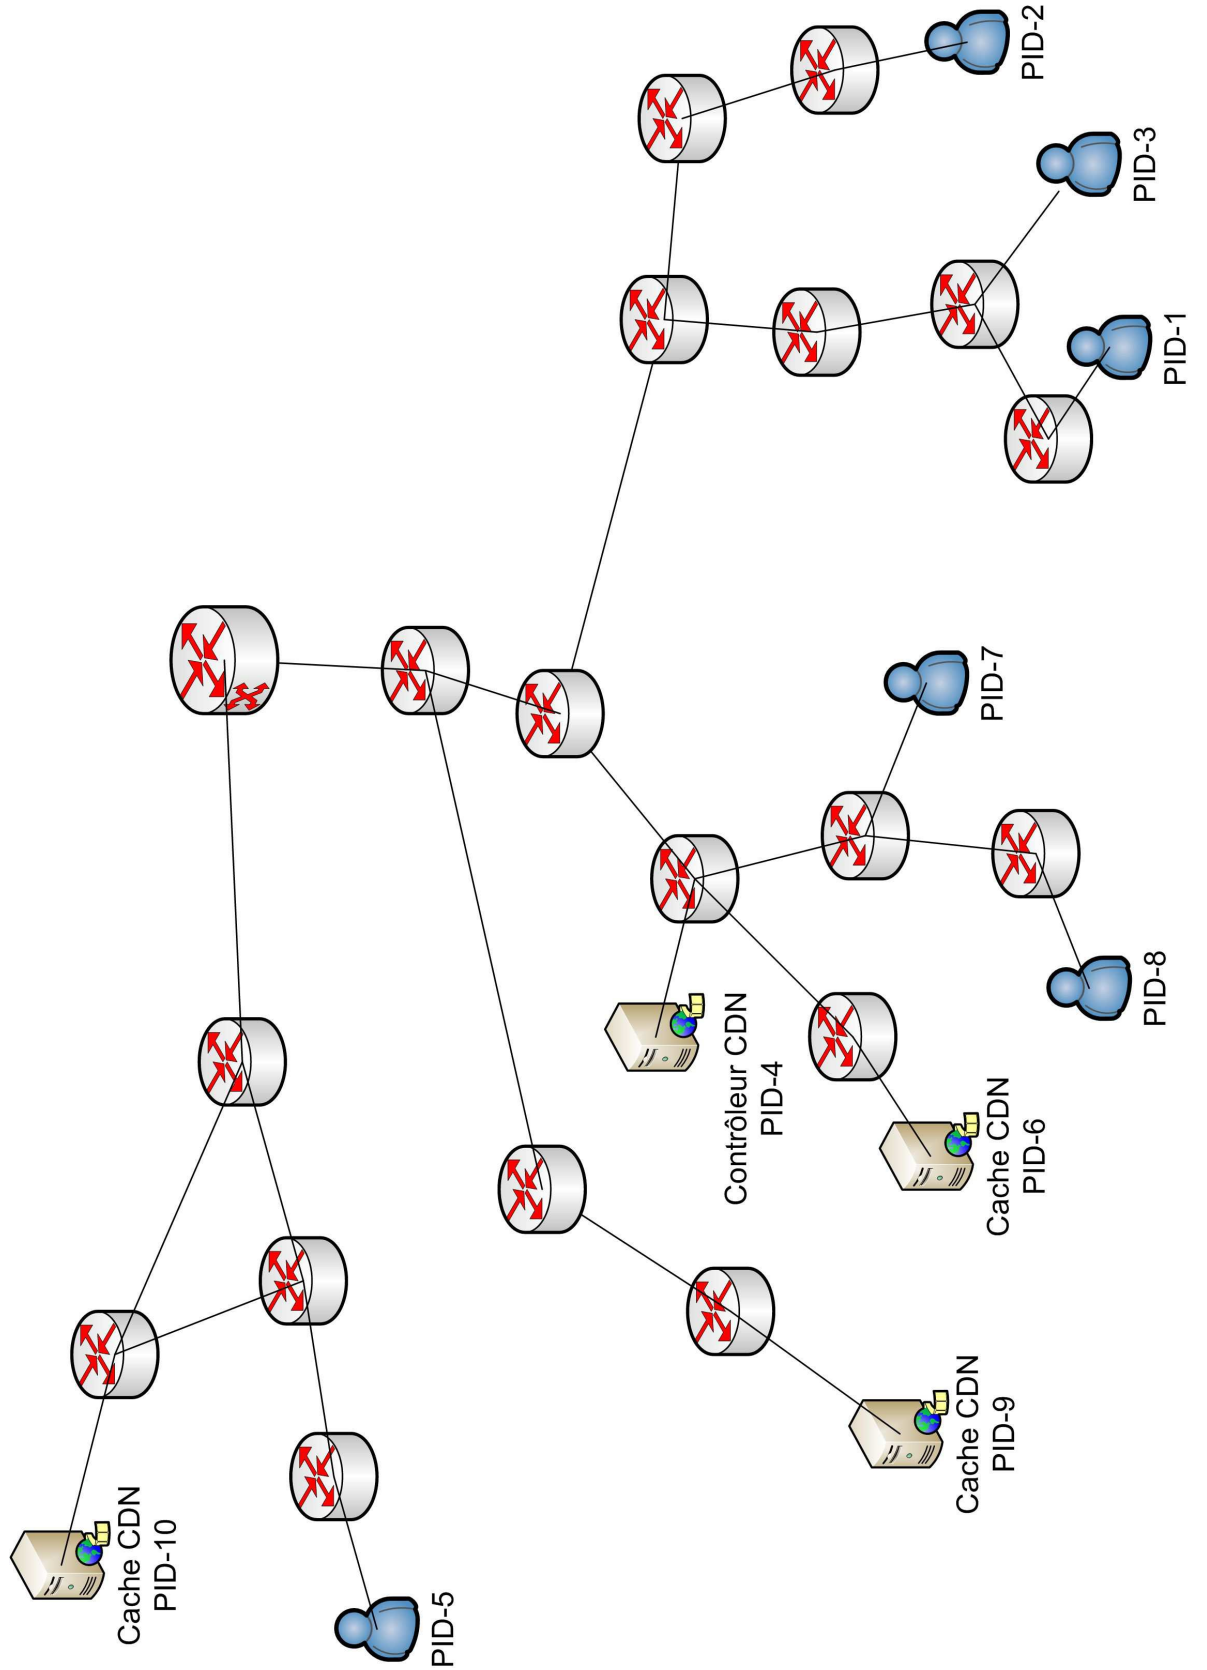 PID-2
PID-3
PID-1
PID-7
PID-8
Contrôleur CDN
PID-4
Cache CDN
PID-6
Cache CDN
PID-9
Cache CDN
PID-10
PID-5